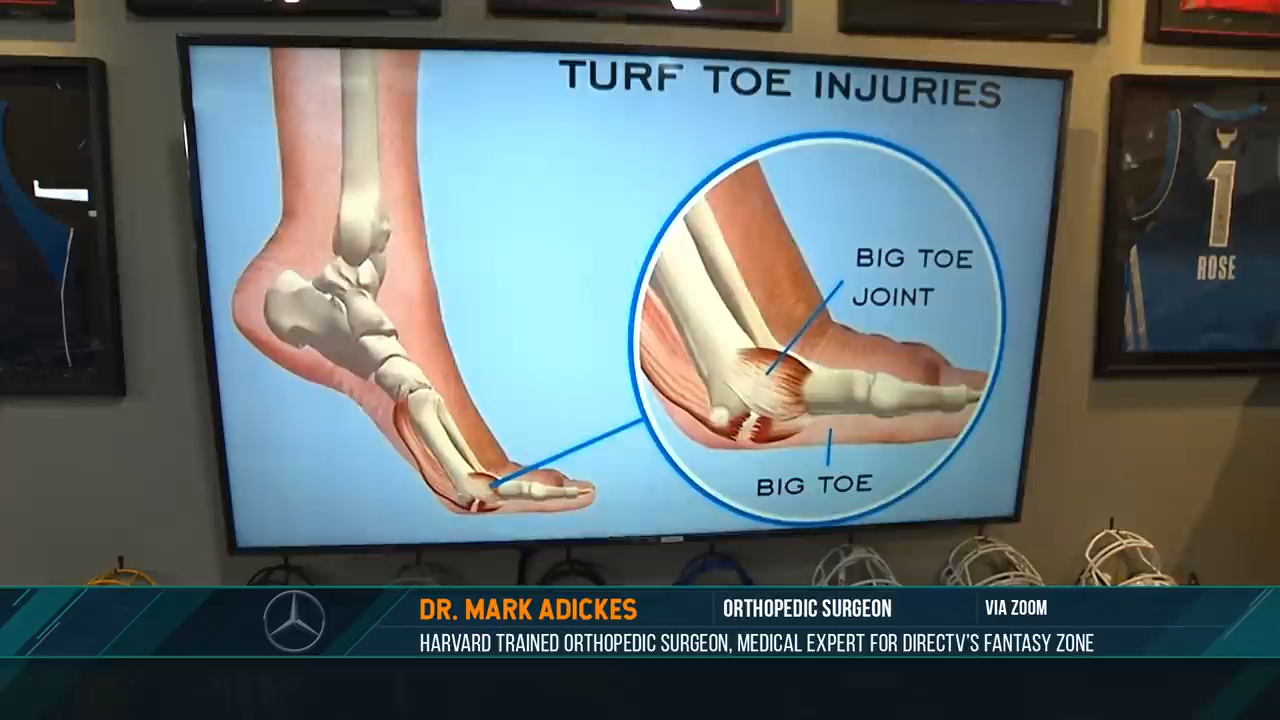 TURF TOE INJURIES
BIG TOE
JOINT
BIG TOE
1
ROSE
DR. MARK ADICKES
ORTHOPEDIC SURGEON
VIA ZOOM
HARVARD TRAINED ORTHOPEDIC SURGEON, MEDICAL EXPERT FOR DIRECTV'S FANTASY ZONE